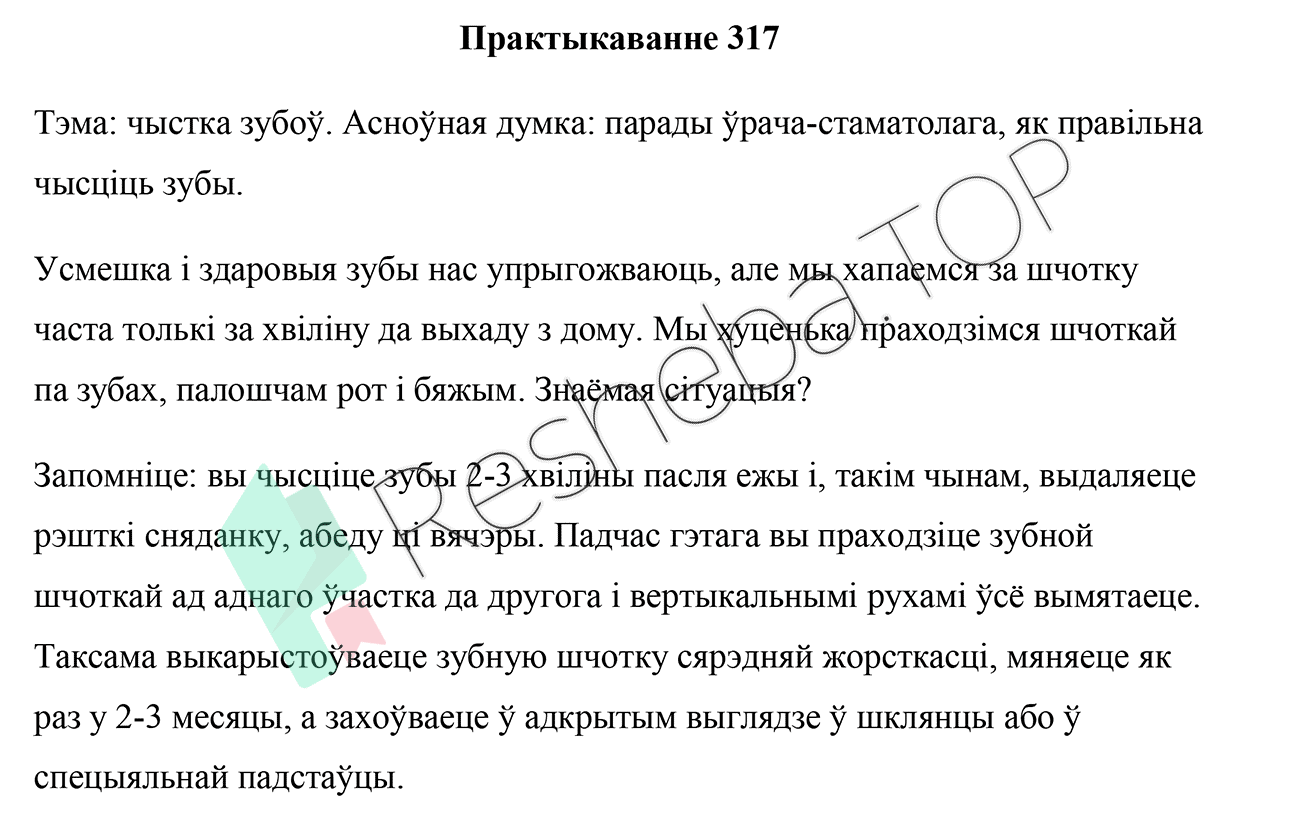 Практыкаванне 317
Тэма: чыстка зубоў. Асноўная думка: парады ўрача-стаматолага, як правільна
чысціць зубы.
Усмешка і здаровыя зубы нас упрыгожваюць, але мы хапаемся за шчотку
часта толькі за хвіліну да выхаду з дому. Мы хуценька праходзімся шчоткай
па зубах, палошчам рот і бяжым. Знаёмая сітуацыя?
Запомніце: вы чысціце зубы 2-3 хвіліны пасля ежы і, такім чынам, выдаляеце
рэшткі сняданку, абеду ці вячэры. Падчас гэтага вы праходзіце зубной
шчоткай ад аднаго ўчастка да другога і вертыкальнымі рухамі ўсё вымятаеце.
Таксама выкарыстоўваеце зубную шчотку сярэдняй жорсткасці, мяняеце як
раз у 2-3 месяцы, а захоўваеце ў адкрытым выглядзе ў шклянцы або ў
спецыяльнай падстаўцы.
Resheba.TOP